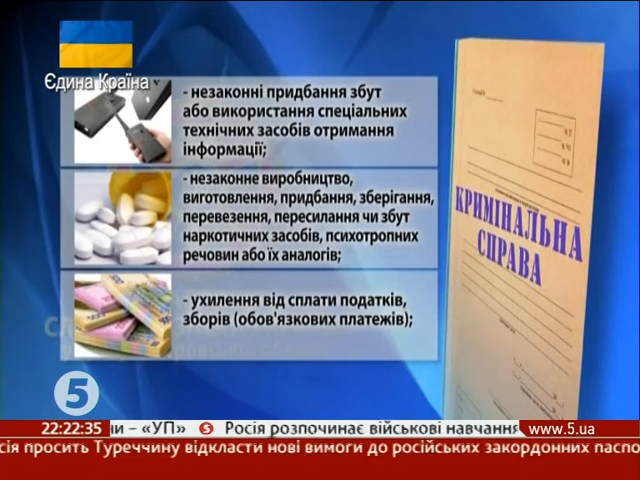 Єдина Країна
- незаконні придбання збут
або використання спеціальних
технічних засобів отримання
інформації;
- незаконне виробництво,
виготовлення, придбання, зберігання,
перевезення, пересилання чи збут
наркотичних засобів, психотропних
речовин або їх аналогів;
- ухилення від сплати податків,
зборів (обов'язкових платежів);
КРИМІНАЛЬНА
СПРАВА
5
22:22:35 ни – «УП» 5 Росія розпочинає військові навчання www.5.ua
сія просить Туреччину відкласти нові вимоги до російських закордонних паспо